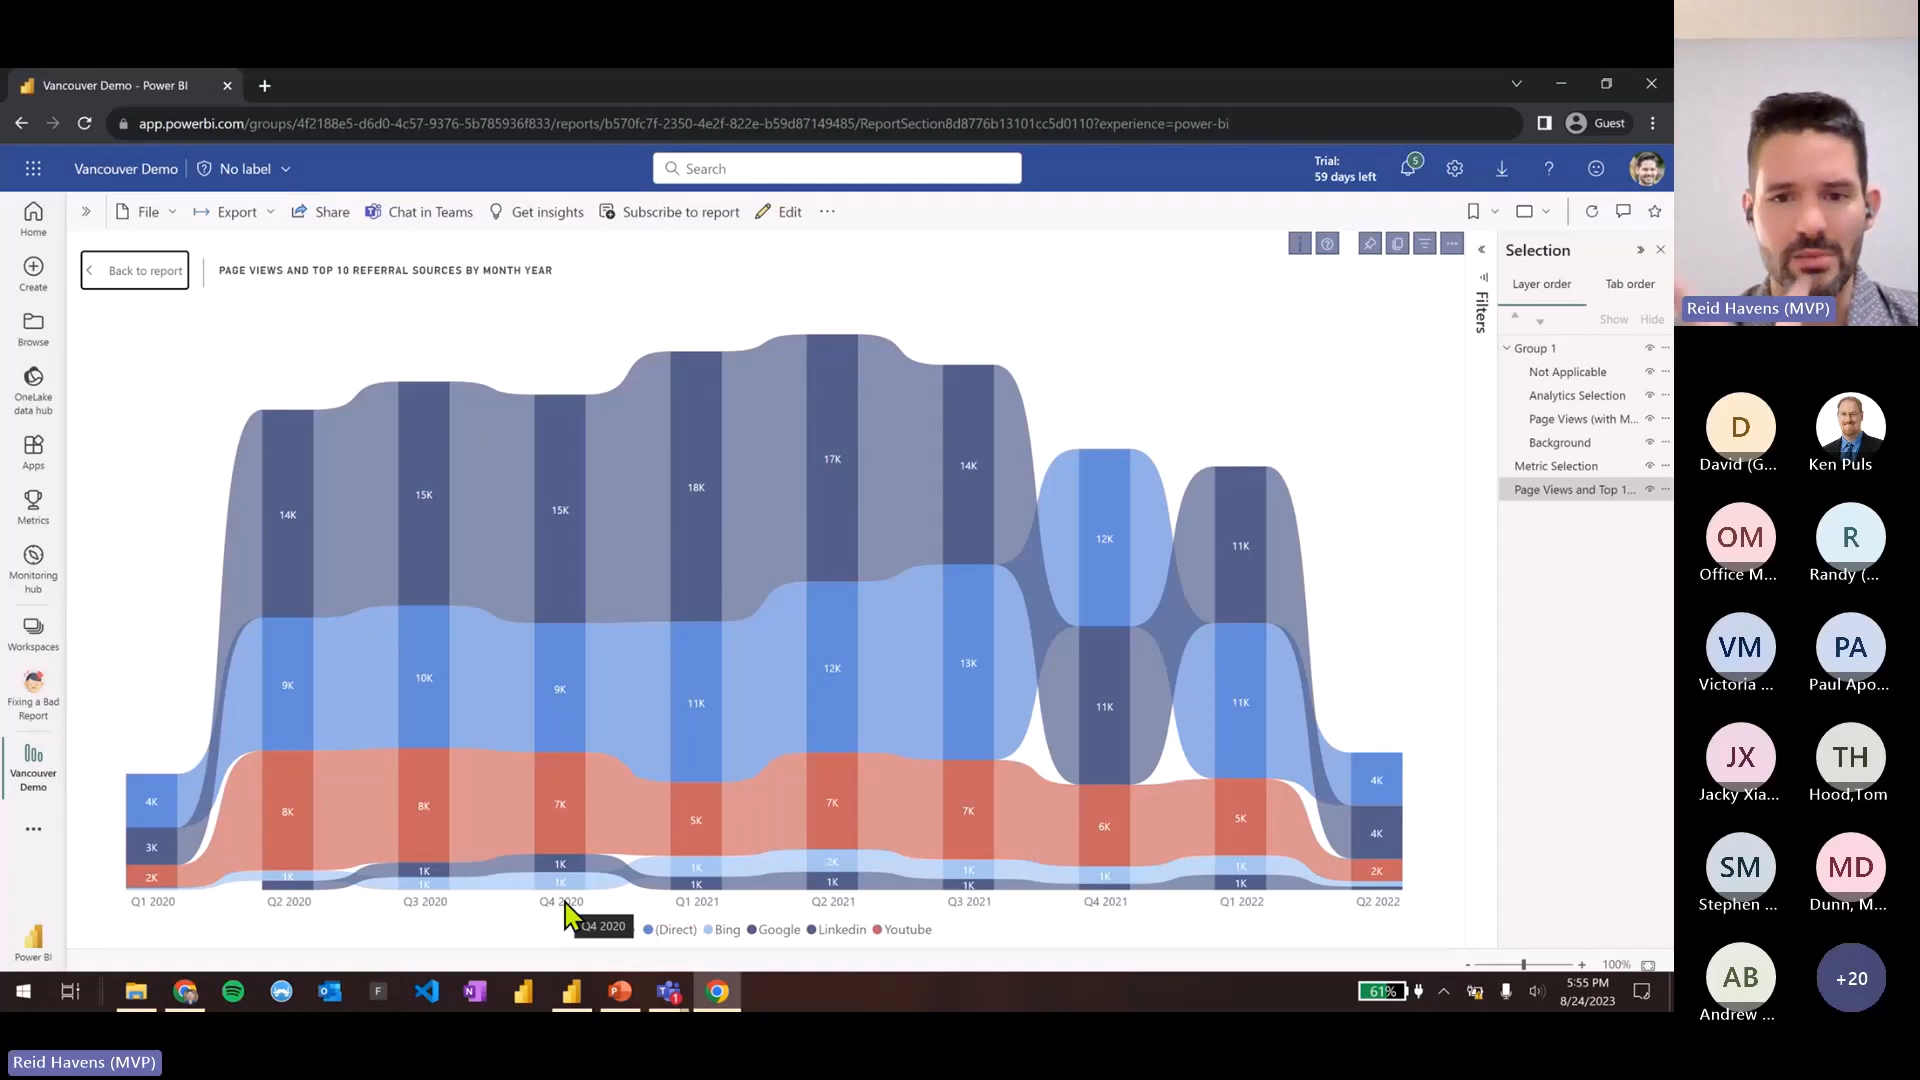 Vancouver Demo - Power BI
app.powerbi.com/groups/4f2188e5-d6d0-4c57-9376-5b785936f833/reports/b570fc7f-2350-4e2f-822e-b59d87149485/ReportSection8d8776b13101cc5d0110?experience=power-bi
Guest
Vancouver Demo
No label
Search
Trial:
59 days left
5
File
Export
Share
Chat in Teams
Get insights
Subscribe to report
Edit
Home
Create
Browse
OneLake
data hub
Apps
Metrics
Monitoring
hub
Workspaces
Fixing a Bad
Report
Vancouver
Demo
Power BI
Back to report
PAGE VIEWS AND TOP 10 REFERRAL SOURCES BY MONTH YEAR
4K
3K
2K
14K
9K
8K
1K
15K
10K
8K
1K
1K
15K
9K
7K
1K
1K
18K
11K
5K
1K
1K
17K
12K
7K
2K
1K
14K
13K
7K
1K
1K
12K
11K
6K
1K
11K
11K
5K
1K
1K
4K
4K
2K
Q1 2020
Q2 2020
Q3 2020
Q4 2020
Q1 2021
Q2 2021
Q3 2021
Q4 2021
Q1 2022
Q2 2022
Q4 2020
(Direct)
Bing
Google
Linkedin
Youtube
Filters
Selection
Layer order
Tab order
Show
Hide
Group 1
Not Applicable
Analytics Selection
Page Views (with M...
Background
Metric Selection
Page Views and Top 1...
100%
61%
5:55 PM
8/24/2023
Reid Havens (MVP)
D
David (G...
Ken Puls
OM
Office M...
R
Randy (...
VM
Victoria ...
PA
Paul Apo...
JX
Jacky Xia...
TH
Hood,Tom
SM
Stephen ...
MD
Dunn, M...
AB
Andrew ...
+20
Reid Havens (MVP)